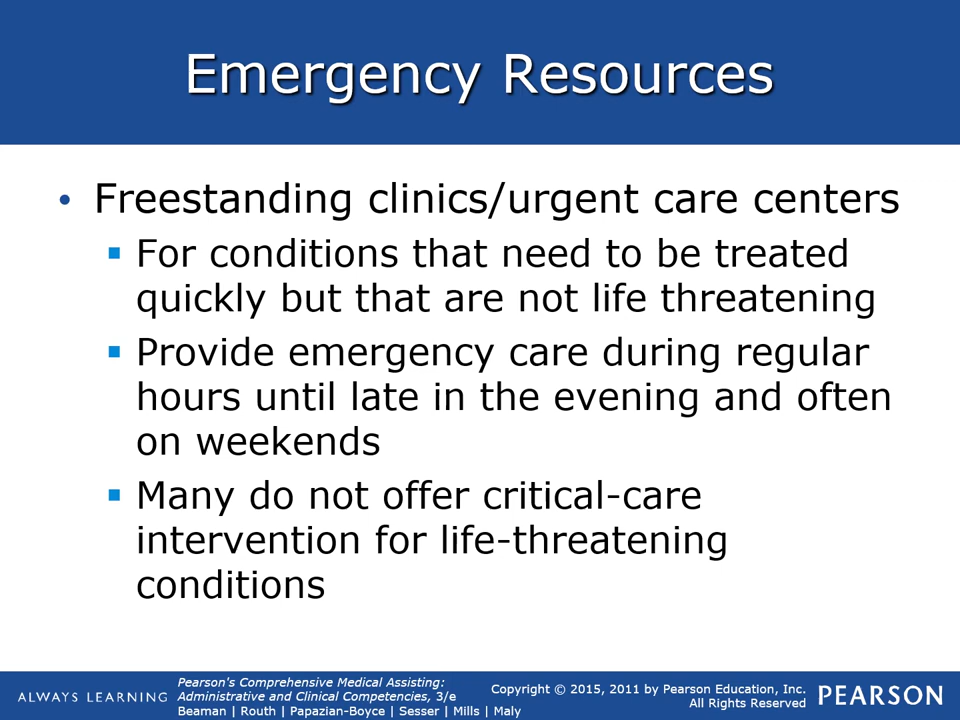 Emergency Resources
• Freestanding clinics/urgent care centers
▪ For conditions that need to be treated
quickly but that are not life threatening
▪ Provide emergency care during regular
hours until late in the evening and often
on weekends
▪ Many do not offer critical-care
intervention for life-threatening
conditions
ALWAYS LEARNING
Pearson's Comprehensive Medical Assisting:
Administrative and Clinical Competencies, 3/e
Beaman | Routh | Papazian-Boyce | Sesser | Mills | Maly
Copyright © 2015, 2011 by Pearson Education, Inc.
All Rights Reserved
PEARSON